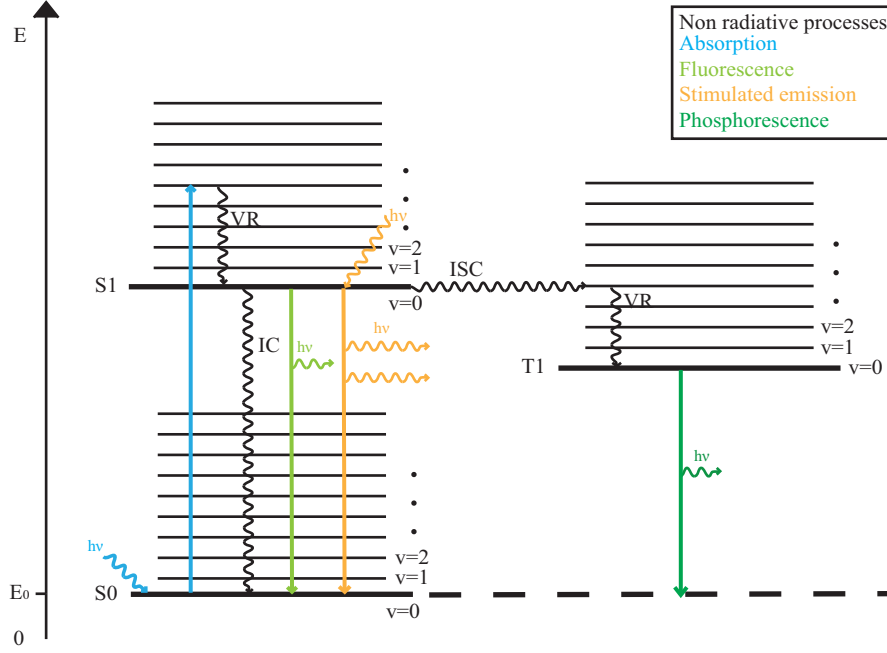 E
Non radiative processes
Absorption
Fluorescence
Stimulated emission
Phosphorescence
VR
hν
v=2
v=1
S1
v=0
ISC
VR
v=2
v=1
T1
v=0
IC
hν
hν
hν
hν
v=2
v=1
E₀
S0
v=0
0